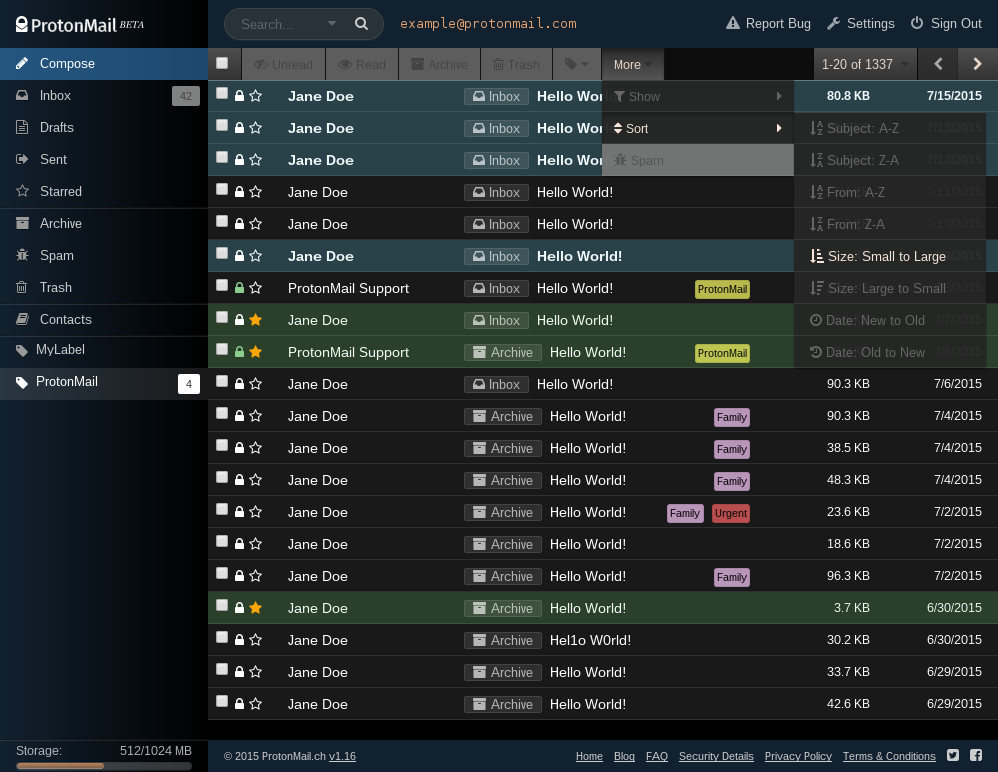 ProtonMail BETA
Search...
example@protonmail.com
Report Bug Settings Sign Out
Compose
Inbox 42
Drafts
Sent
Starred
Archive
Spam
Trash
Contacts
MyLabel
ProtonMail 4
Storage: 512/1024 MB
Unread Read Archive Trash More 1-20 of 1337
Show
Sort
Spam
Subject: A-Z
Subject: Z-A
From: A-Z
From: Z-A
Size: Small to Large
Size: Large to Small
Date: New to Old
Date: Old to New
Jane Doe Inbox Hello 80.8 KB 7/15/2015
Jane Doe Inbox Hello 7/13/2015
Jane Doe Inbox Hello 7/12/2015
Jane Doe Inbox Hello World! 7/11/2015
Jane Doe Inbox Hello World! 7/10/2015
Jane Doe Inbox Hello World!
ProtonMail Support Inbox Hello World! ProtonMail
Jane Doe Inbox Hello World!
ProtonMail Support Archive Hello World! ProtonMail
Jane Doe Inbox Hello World! 90.3 KB 7/6/2015
Jane Doe Archive Hello World! Family 90.3 KB 7/4/2015
Jane Doe Archive Hello World! Family 38.5 KB 7/4/2015
Jane Doe Archive Hello World! Family 48.3 KB 7/4/2015
Jane Doe Archive Hello World! Family Urgent 23.6 KB 7/2/2015
Jane Doe Archive Hello World! 18.6 KB 7/2/2015
Jane Doe Archive Hello World! Family 96.3 KB 7/2/2015
Jane Doe Archive Hello World! 3.7 KB 6/30/2015
Jane Doe Archive Hel1o W0rld! 30.2 KB 6/30/2015
Jane Doe Archive Hello World! 33.7 KB 6/29/2015
Jane Doe Archive Hello World! 42.6 KB 6/29/2015
© 2015 ProtonMail.ch v1.16
Home Blog FAQ Security Details Privacy Policy Terms & Conditions